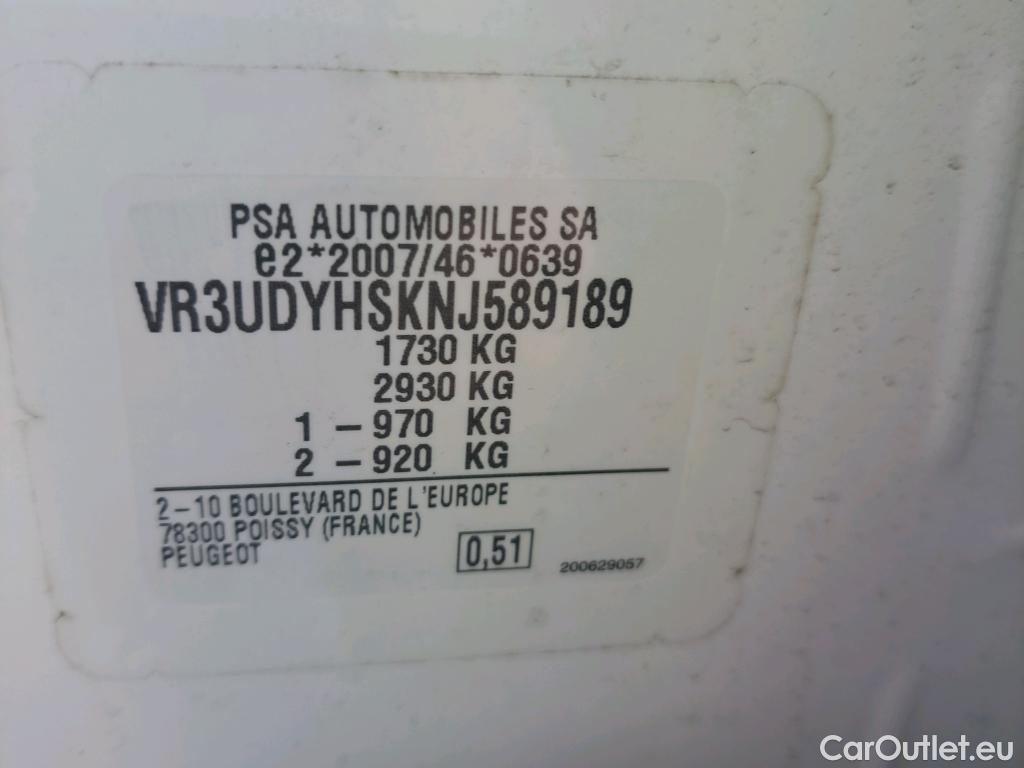 PSA AUTOMOBILES SA
e2*2007/46*0639
VR3UDYHSKNJ589189
1730 KG
2930 KG
1 – 970 KG
2 – 920 KG
2–10 BOULEVARD DE L'EUROPE
78300 POISSY (FRANCE)
PEUGEOT
0,51
200629057
CarOutlet.eu